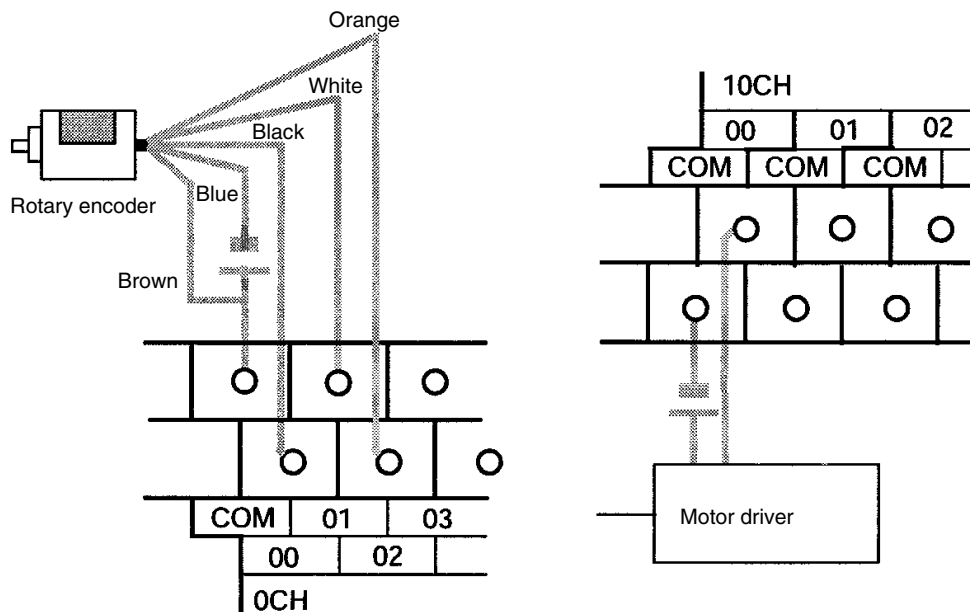 Orange
White
Black
Blue
Rotary encoder
Brown
COM 01 03
00 02
0CH
10CH
00 01 02
COM COM COM
Motor driver